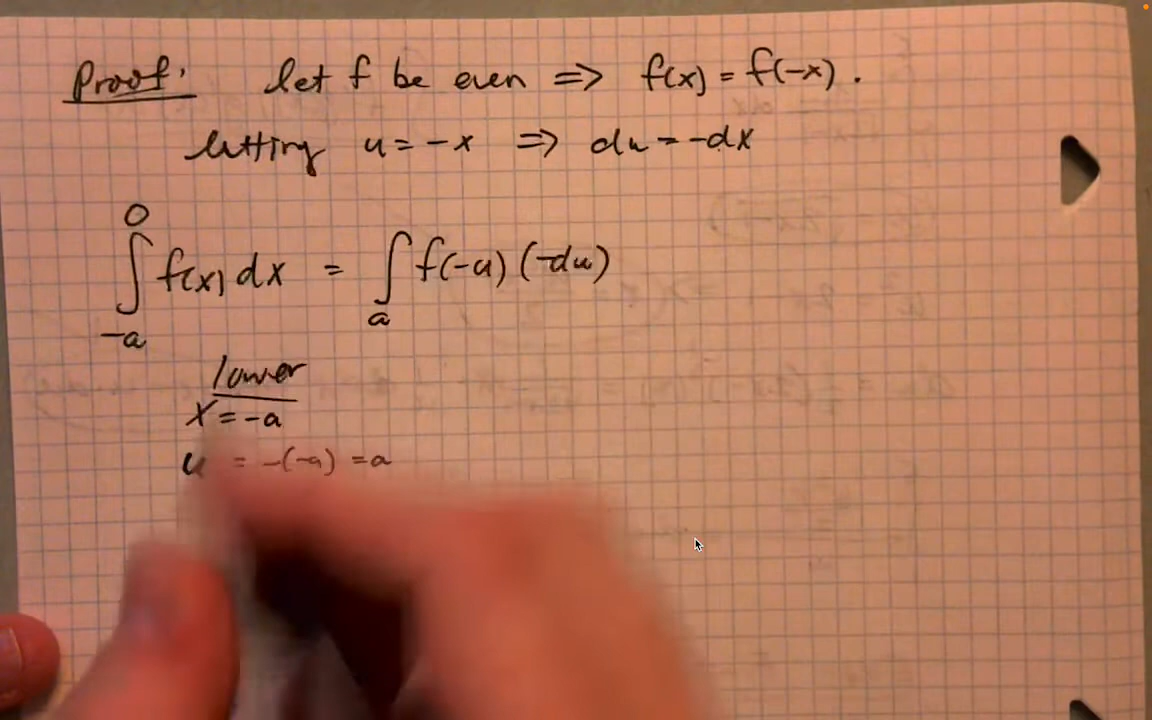 Proof: let f be even => f(x) = f(-x).
letting u = -x => du = -dx
∫_{-a}^{0} f(x) dx = ∫_{a} f(-u) (-du)
lower
x = -a
u = -(-a) = a